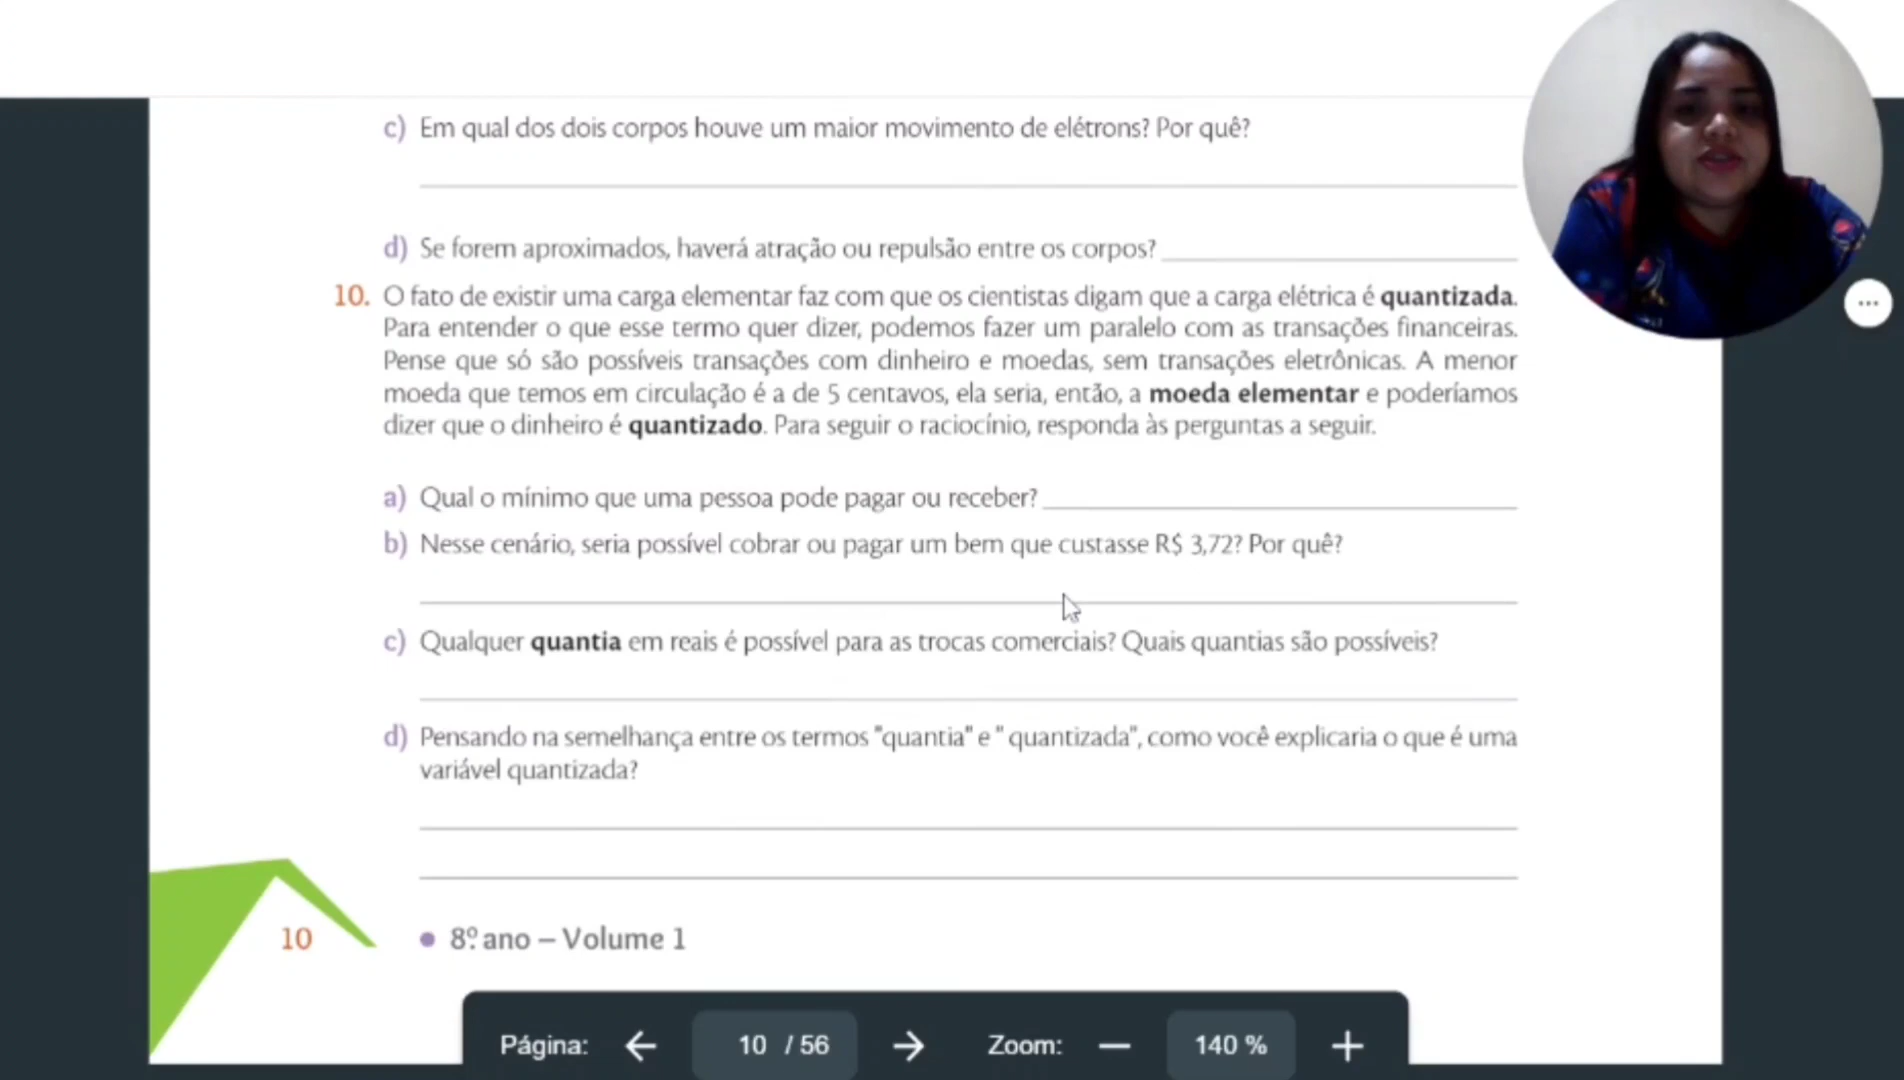 c) Em qual dos dois corpos houve um maior movimento de elétrons? Por quê?
d) Se forem aproximados, haverá atração ou repulsão entre os corpos?
10. O fato de existir uma carga elementar faz com que os cientistas digam que a carga elétrica é quantizada.
Para entender o que esse termo quer dizer, podemos fazer um paralelo com as transações financeiras.
Pense que só são possíveis transações com dinheiro e moedas, sem transações eletrônicas. A menor
moeda que temos em circulação é a de 5 centavos, ela seria, então, a moeda elementar e poderíamos
dizer que o dinheiro é quantizado. Para seguir o raciocínio, responda às perguntas a seguir.
a) Qual o mínimo que uma pessoa pode pagar ou receber?
b) Nesse cenário, seria possível cobrar ou pagar um bem que custasse R$ 3,72? Por quê?
c) Qualquer quantia em reais é possível para as trocas comerciais? Quais quantias são possíveis?
d) Pensando na semelhança entre os termos "quantia" e " quantizada", como você explicaria o que é uma
variável quantizada?
10 • 8º. ano – Volume 1
Página: ← 10 / 56 → Zoom: — 140 % +